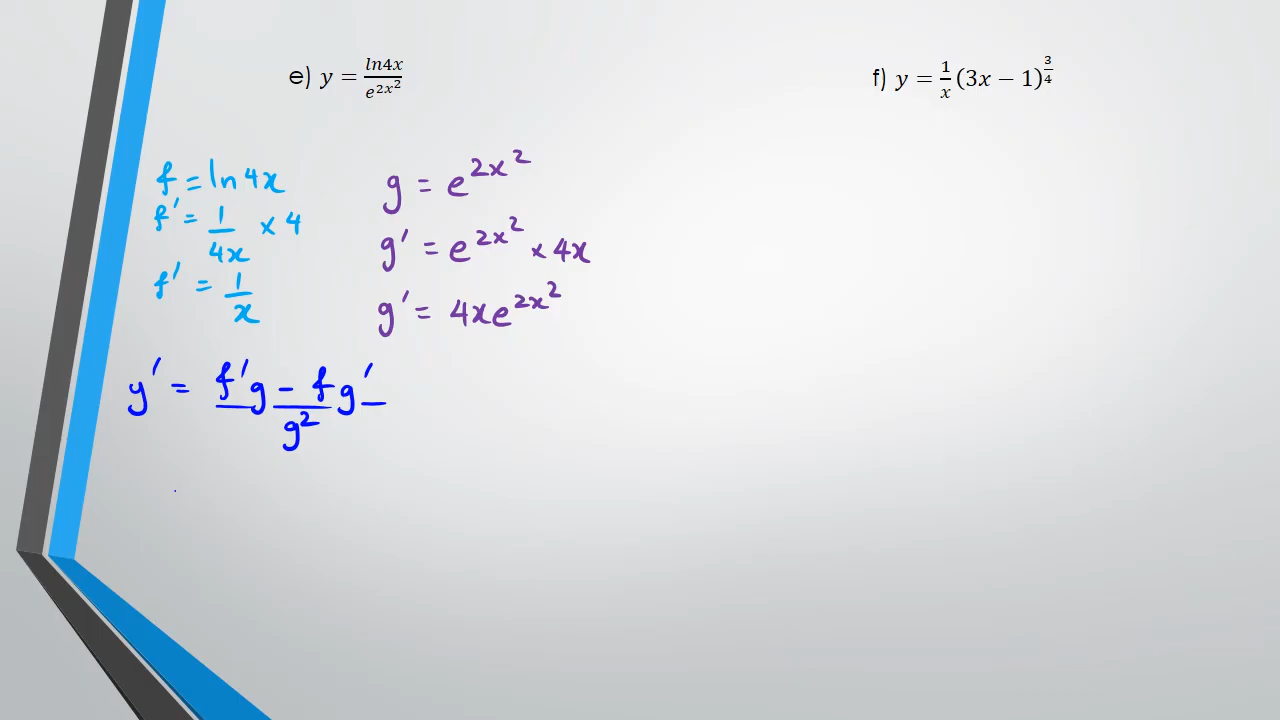 e) y = ln4x / e^(2x²)
f) y = 1/x (3x − 1)^(3/4)
f = ln 4x
g = e^(2x²)
f' = 1/4x × 4
g' = e^(2x²) × 4x
f' = 1/x
g' = 4xe^(2x²)
y' = f'g − fg' / g²